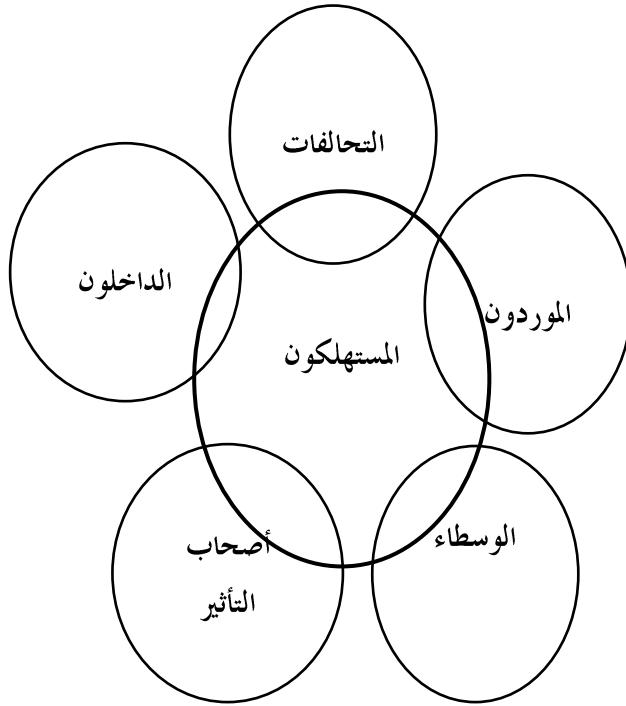 التحالفات
الداخلون
الموردون
المستهلكون
الوسطاء
أصحاب
التأثير